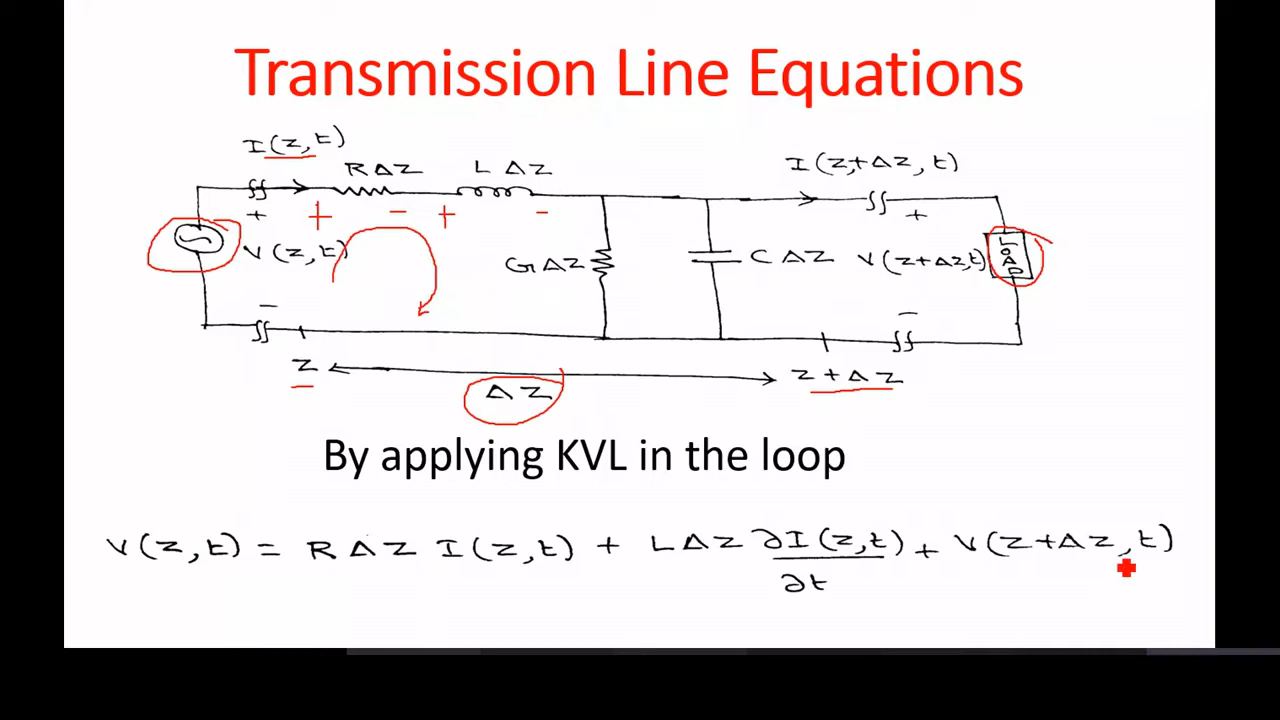 Transmission Line Equations
I(z,t)
RΔZ
L ΔZ
I(z+ΔZ, t)
+
+ - + -
+
V(z,t)
GΔZ
CΔZ
V(z+ΔZ,t)
LOAD
-
-
Z
ΔZ
Z+ΔZ
By applying KVL in the loop
V(z,t) = RΔZ I(z,t) + LΔZ ∂I(z,t)/∂t + V(z+ΔZ,t)